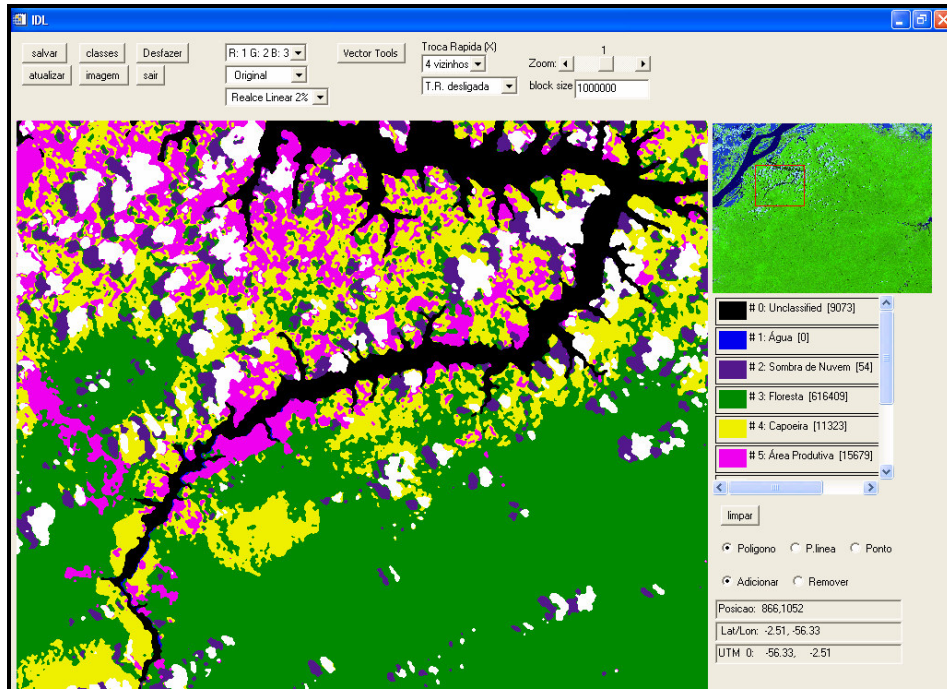 IDL
salvar classes Desfazer
atualizar imagem sair
R: 1 G: 2 B: 3
Original
Realce Linear 2%
Vector Tools
Troca Rapida (X)
4 vizinhos
T.R. desligada
1
Zoom:
block size 1000000
# 0: Unclassified [9073]
# 1: Água [0]
# 2: Sombra de Nuvem [54]
# 3: Floresta [616409]
# 4: Capoeira [11323]
# 5: Área Produtiva [15679]
limpar
Poligono P.linea Ponto
Adicionar Remover
Posicao: 866,1052
Lat/Lon: -2.51, -56.33
UTM 0: -56.33, -2.51